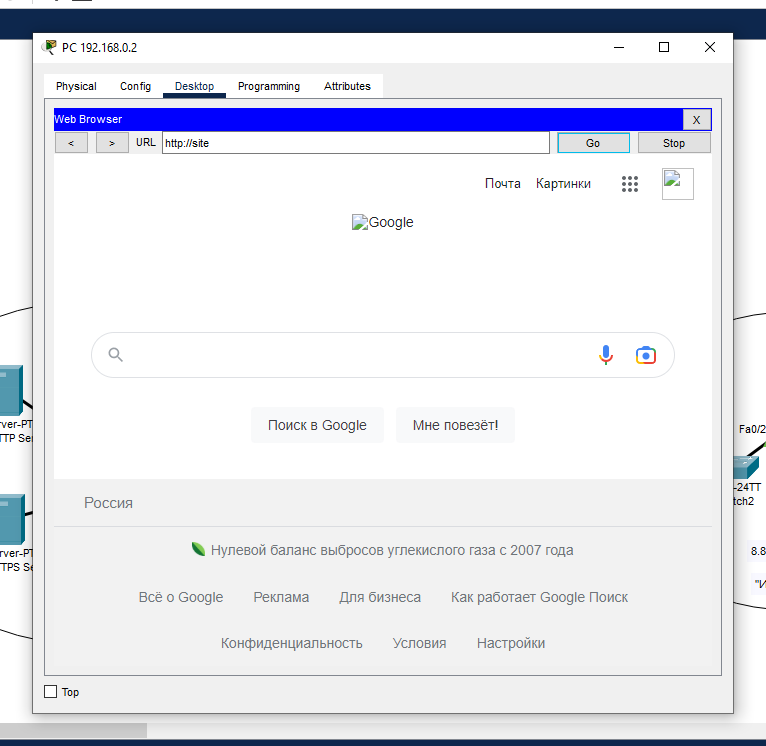 PC 192.168.0.2
Physical Config Desktop Programming Attributes
Web Browser X
< > URL http://site Go Stop
Почта Картинки
Google
Поиск в Google Мне повезёт!
Россия
Нулевой баланс выбросов углекислого газа с 2007 года
Всё о Google Реклама Для бизнеса Как работает Google Поиск
Конфиденциальность Условия Настройки
Top
rver-PT
TTP Se
rver-PT
TPS Se
Fa0/2
-24TT
tch2
8.8
"И